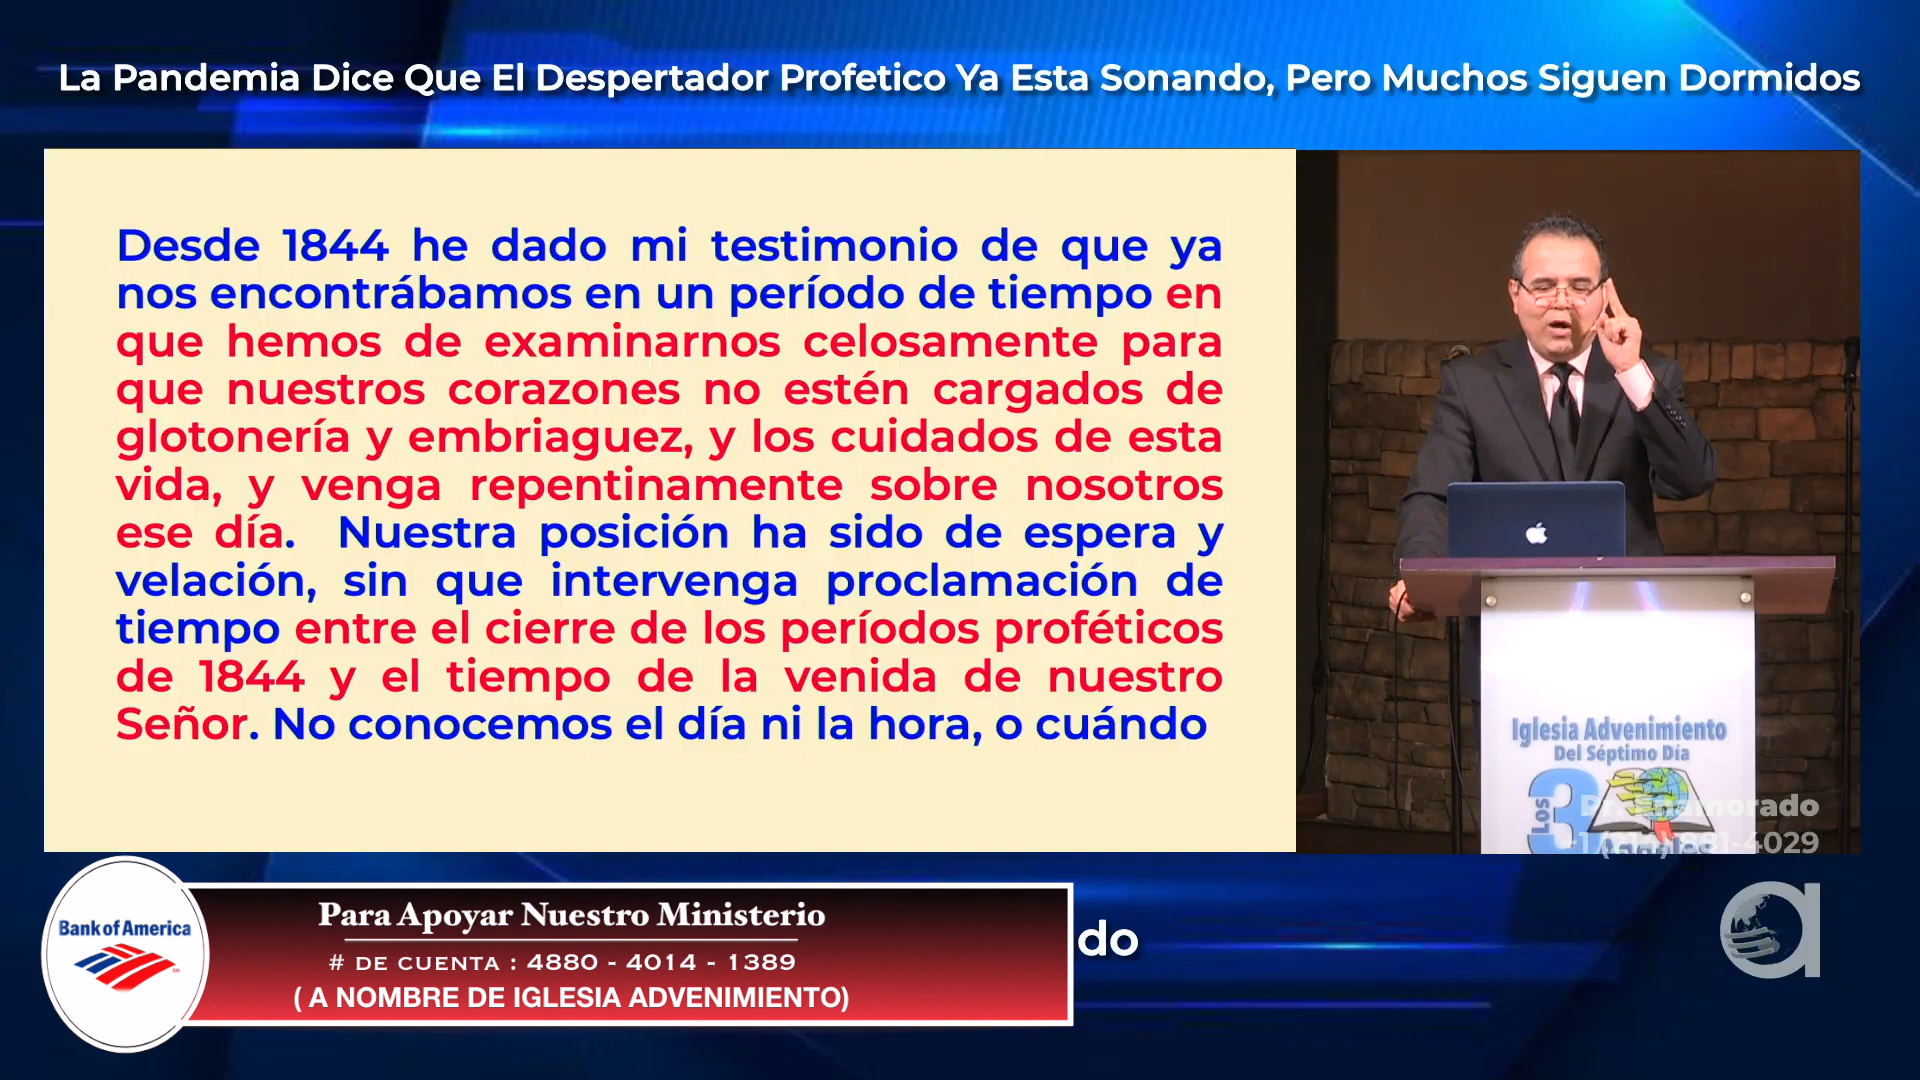 La Pandemia Dice Que El Despertador Profetico Ya Esta Sonando, Pero Muchos Siguen Dormidos
Desde 1844 he dado mi testimonio de que ya
nos encontrábamos en un período de tiempo en
que hemos de examinarnos celosamente para
que nuestros corazones no estén cargados de
glotonería y embriaguez, y los cuidados de esta
vida, y venga repentinamente sobre nosotros
ese día. Nuestra posición ha sido de espera y
velación, sin que intervenga proclamación de
tiempo entre el cierre de los períodos proféticos
de 1844 y el tiempo de la venida de nuestro
Señor. No conocemos el día ni la hora, o cuándo
Iglesia Advenimiento
Del Séptimo Día
Los 3
Bank of America
Para Apoyar Nuestro Ministerio
# DE CUENTA : 4880 - 4014 - 1389
( A NOMBRE DE IGLESIA ADVENIMIENTO)
do